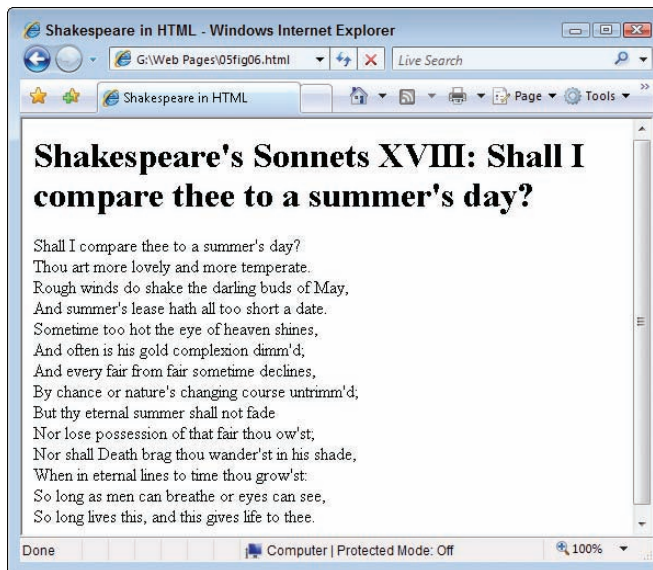 Shakespeare in HTML - Windows Internet Explorer
G:\Web Pages\05fig06.html Live Search
Shakespeare in HTML Page Tools »
Shakespeare's Sonnets XVIII: Shall I
compare thee to a summer's day?
Shall I compare thee to a summer's day?
Thou art more lovely and more temperate.
Rough winds do shake the darling buds of May,
And summer's lease hath all too short a date.
Sometime too hot the eye of heaven shines,
And often is his gold complexion dimm'd;
And every fair from fair sometime declines,
By chance or nature's changing course untrimm'd;
But thy eternal summer shall not fade
Nor lose possession of that fair thou ow'st;
Nor shall Death brag thou wander'st in his shade,
When in eternal lines to time thou grow'st:
So long as men can breathe or eyes can see,
So long lives this, and this gives life to thee.
Done Computer | Protected Mode: Off 100%